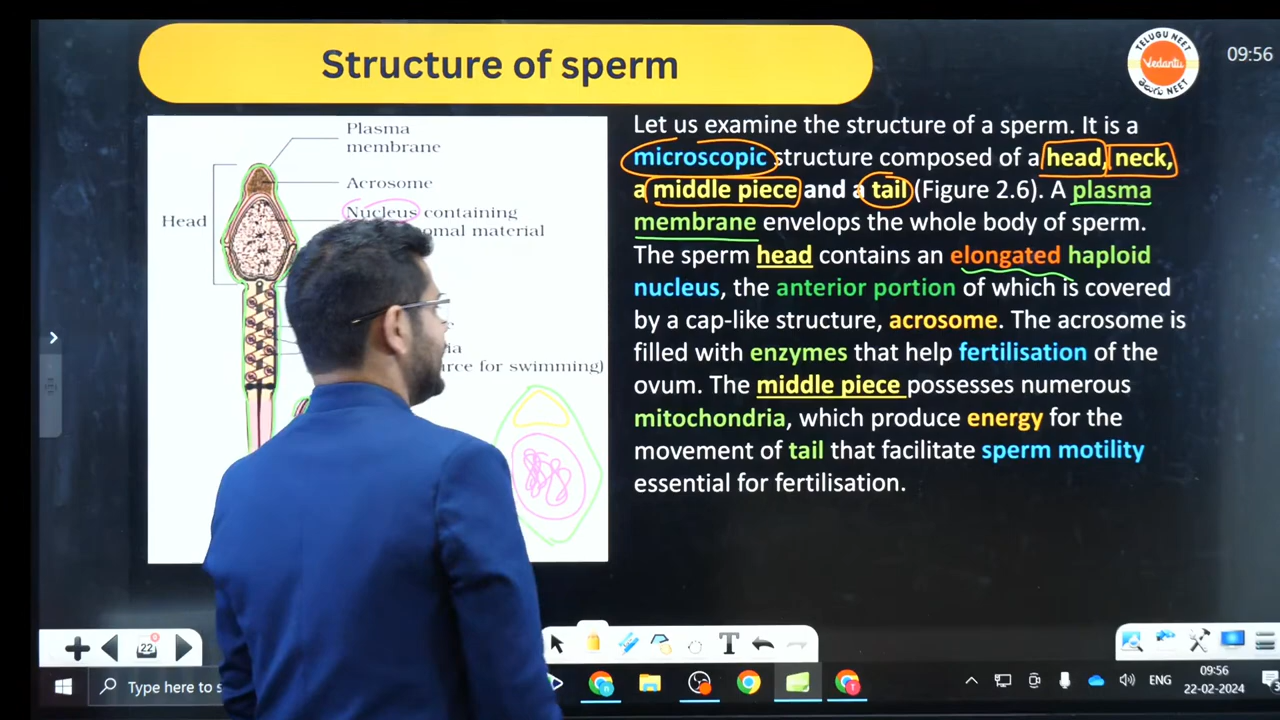 Structure of sperm
TELUGU NEET
Vedantu
తెలుగు NEET
09:56
Plasma
membrane
Acrosome
Nucleus containing
omal material
Head
ia
rce for swimming)
Let us examine the structure of a sperm. It is a
microscopic structure composed of a head, neck,
a middle piece and a tail (Figure 2.6). A plasma
membrane envelops the whole body of sperm.
The sperm head contains an elongated haploid
nucleus, the anterior portion of which is covered
by a cap-like structure, acrosome. The acrosome is
filled with enzymes that help fertilisation of the
ovum. The middle piece possesses numerous
mitochondria, which produce energy for the
movement of tail that facilitate sperm motility
essential for fertilisation.
22
T
Type here to s
ENG
09:56
22-02-2024